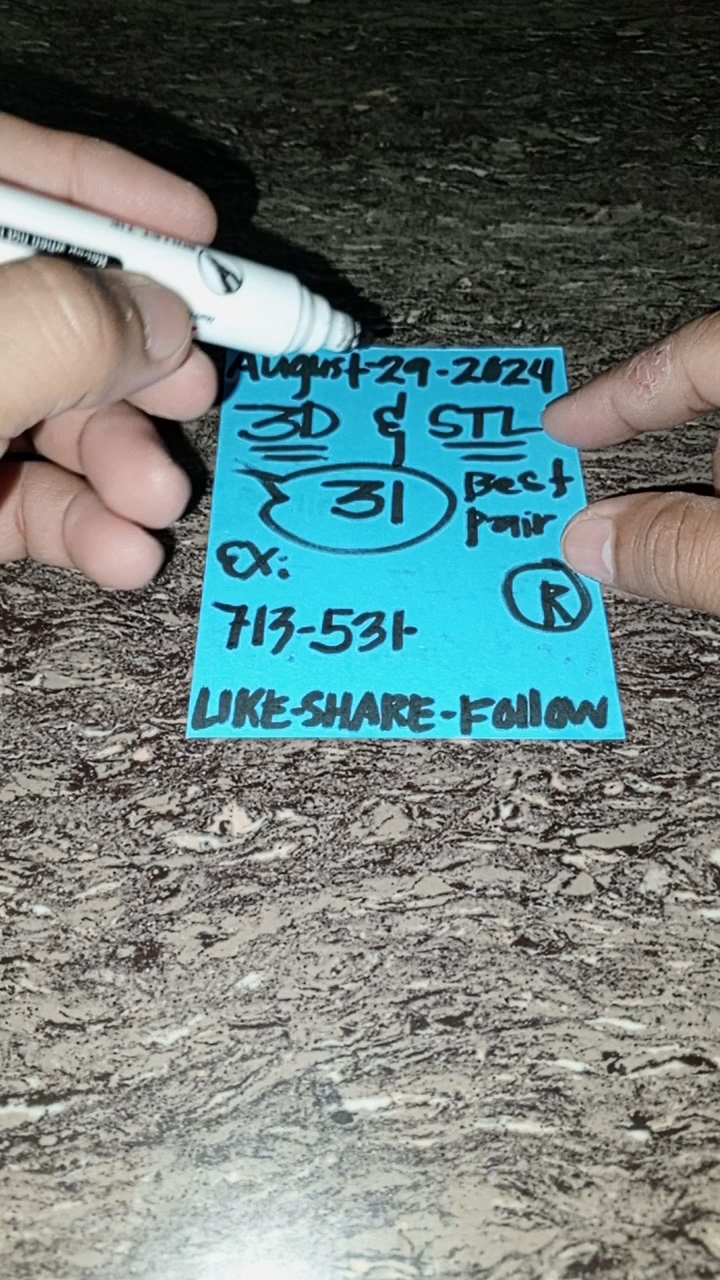 August-29-2024
3D & STL
31 Best
pair
EX:
R
713-531-
LIKE-SHARE-Follow